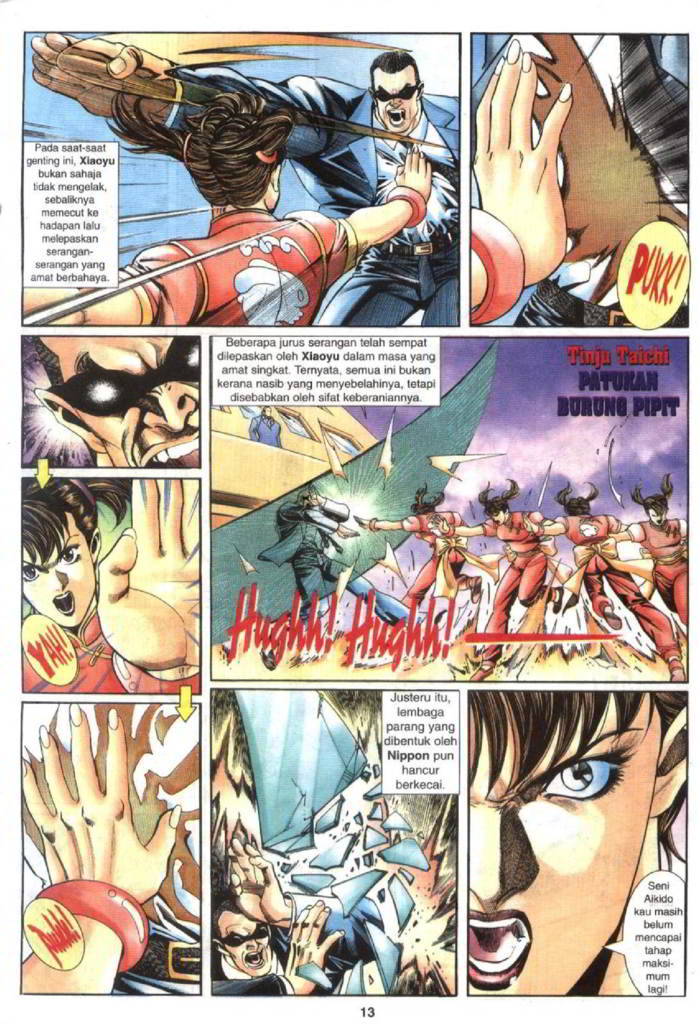 Pada saat-saat
genting ini, Xiaoyu
bukan sahaja
tidak mengelak,
sebaliknya
memecut ke
hadapan lalu
melepaskan
serangan-
serangan yang
amat berbahaya.
PUKK!
Beberapa jurus serangan telah sempat
dilepaskan oleh Xiaoyu dalam masa yang
amat singkat. Ternyata, semua ini bukan
kerana nasib yang menyebelahinya, tetapi
disebabkan oleh sifat keberaniannya.
Tinju Taichi
PATUKAN
BURUNG PIPIT
YAH!
Hughh! Hughh!
Justeru itu,
lembaga
parang yang
dibentuk oleh
Nippon pun
hancur
berkecai.
Seni
Aikido
kau masih
belum
mencapai
tahap
maksi-
mum
lagi!
13